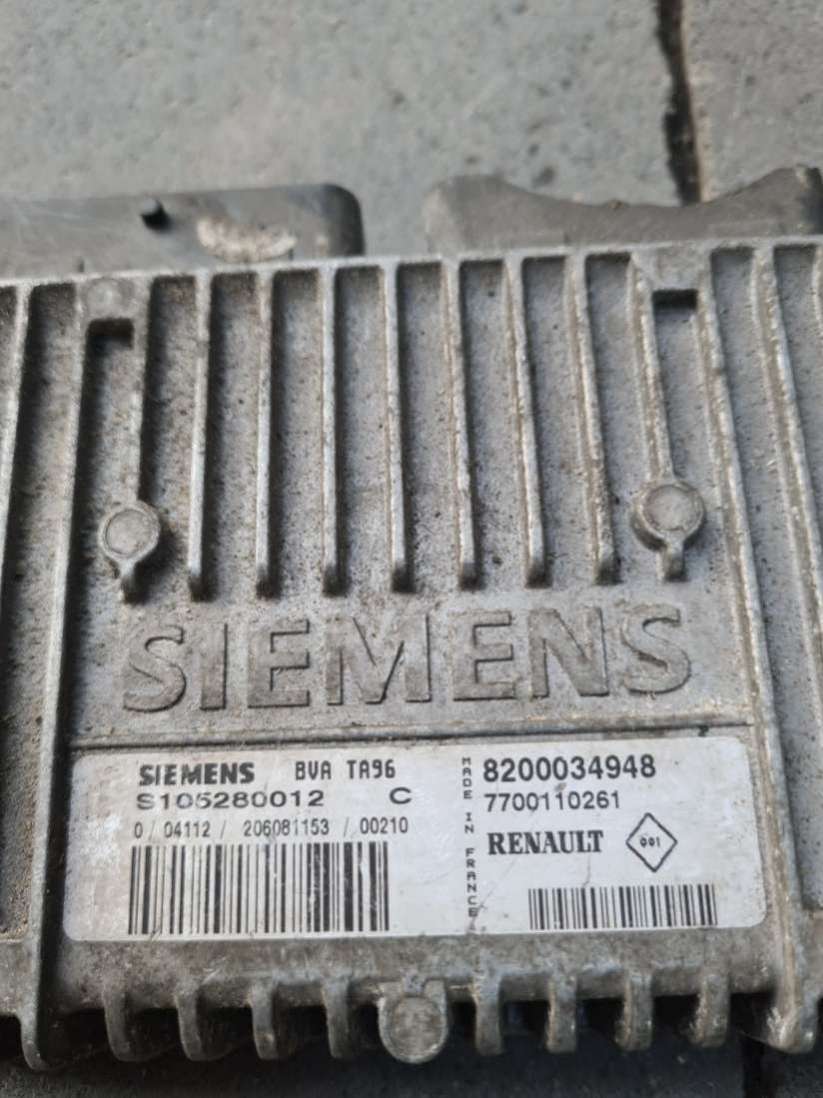 SIEMENS
SIEMENS BVA TA96
S105280012 C
0 / 04112 / 206081153 / 00210
MADE IN FRANCE
8200034948
7700110261
RENAULT 001